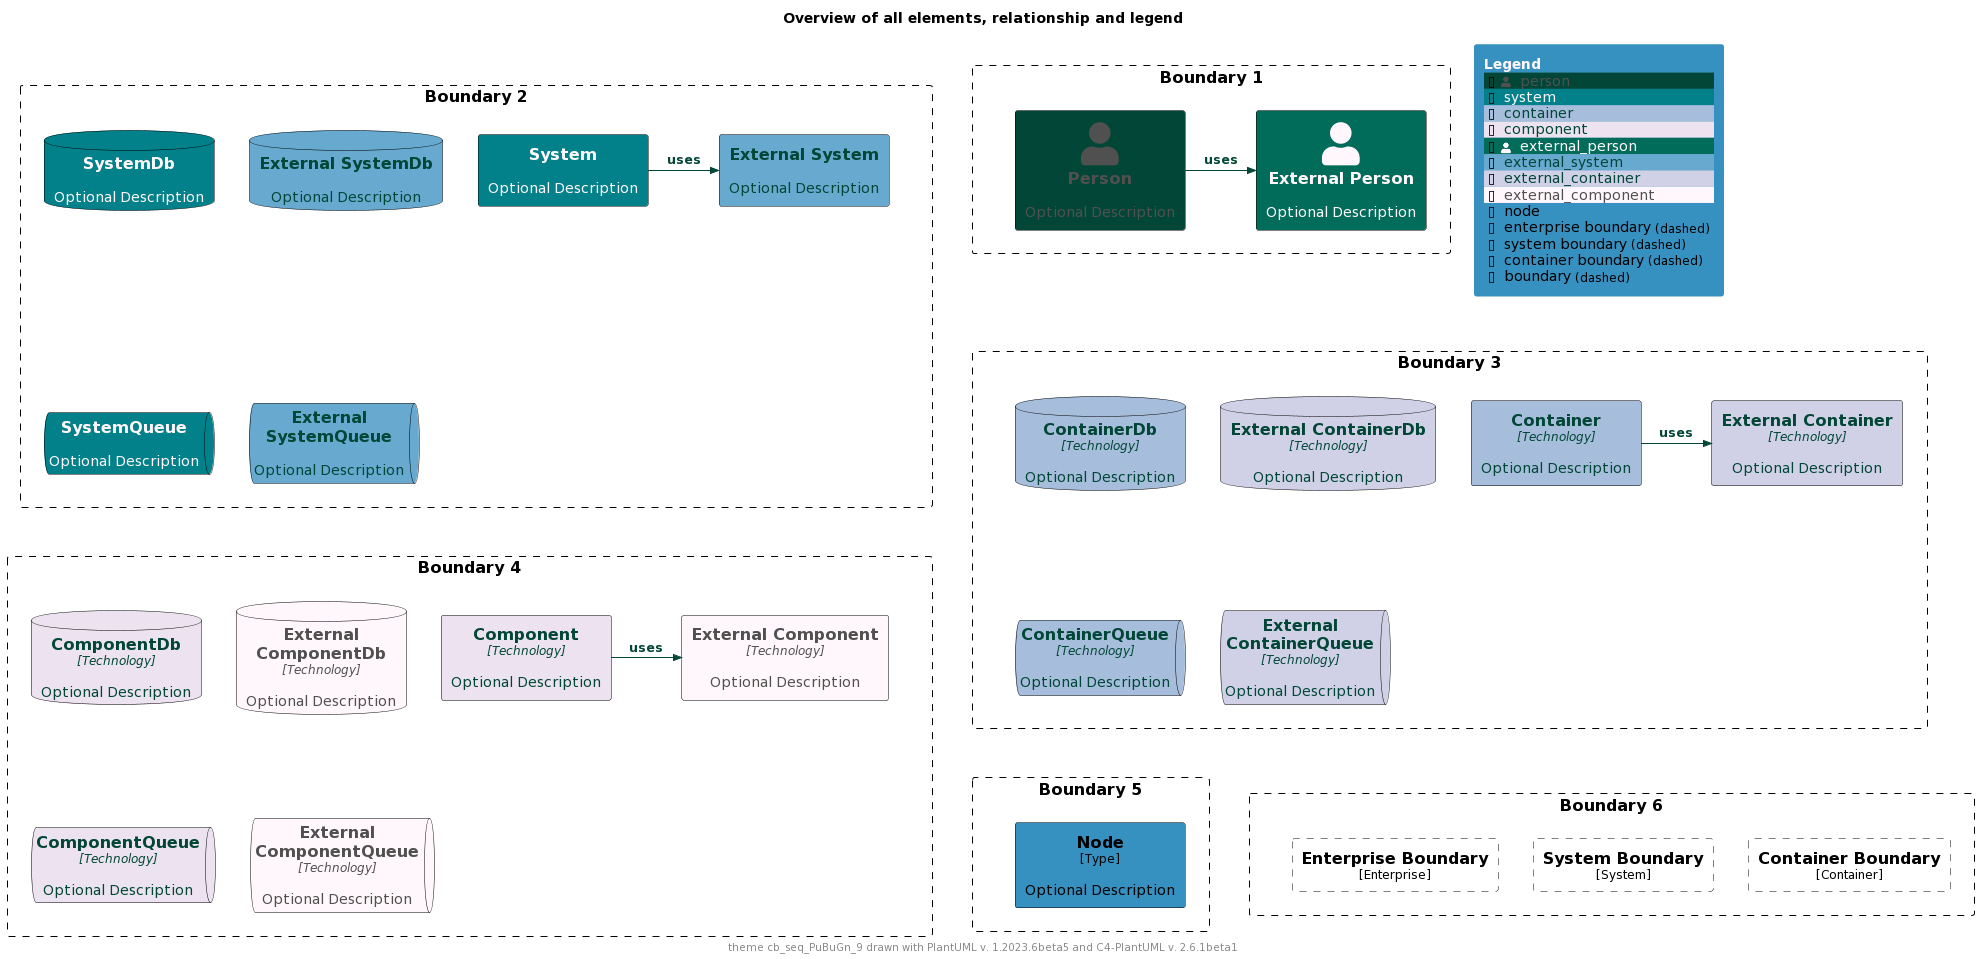 Overview of all elements, relationship and legend
Boundary 2
SystemDb
Optional Description
External SystemDb
Optional Description
System
Optional Description
uses
External System
Optional Description
SystemQueue
Optional Description
External
SystemQueue
Optional Description
Boundary 1
Person
Optional Description
uses
External Person
Optional Description
Legend
person
system
container
component
external_person
external_system
external_container
external_component
node
enterprise boundary (dashed)
system boundary (dashed)
container boundary (dashed)
boundary (dashed)
Boundary 3
ContainerDb
[Technology]
Optional Description
External ContainerDb
[Technology]
Optional Description
Container
[Technology]
Optional Description
uses
External Container
[Technology]
Optional Description
ContainerQueue
[Technology]
Optional Description
External
ContainerQueue
[Technology]
Optional Description
Boundary 4
ComponentDb
[Technology]
Optional Description
External
ComponentDb
[Technology]
Optional Description
Component
[Technology]
Optional Description
uses
External Component
[Technology]
Optional Description
ComponentQueue
[Technology]
Optional Description
External
ComponentQueue
[Technology]
Optional Description
Boundary 5
Node
[Type]
Optional Description
Boundary 6
Enterprise Boundary
[Enterprise]
System Boundary
[System]
Container Boundary
[Container]
theme cb_seq_PuBuGn_9 drawn with PlantUML v. 1.2023.6beta5 and C4-PlantUML v. 2.6.1beta1